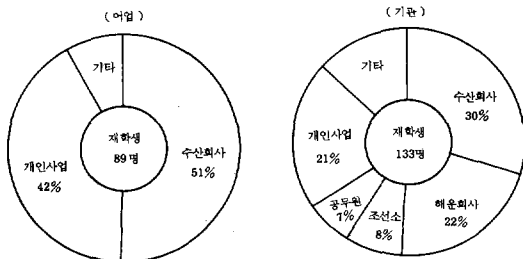 (어업)
기타
재학생
89명
개인사업
42%
수산회사
51%
(기관)
기타
수산회사
30%
개인사업
21%
재학생
133명
공무원
7%
조선소
8%
해운회사
22%